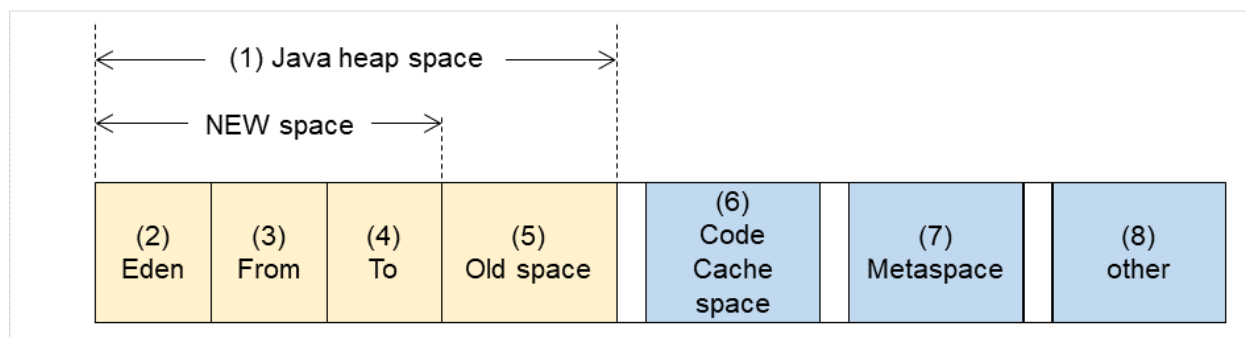 (1) Java heap space
NEW space
(2)
Eden
(3)
From
(4)
To
(5)
Old space
(6)
Code
Cache
space
(7)
Metaspace
(8)
other